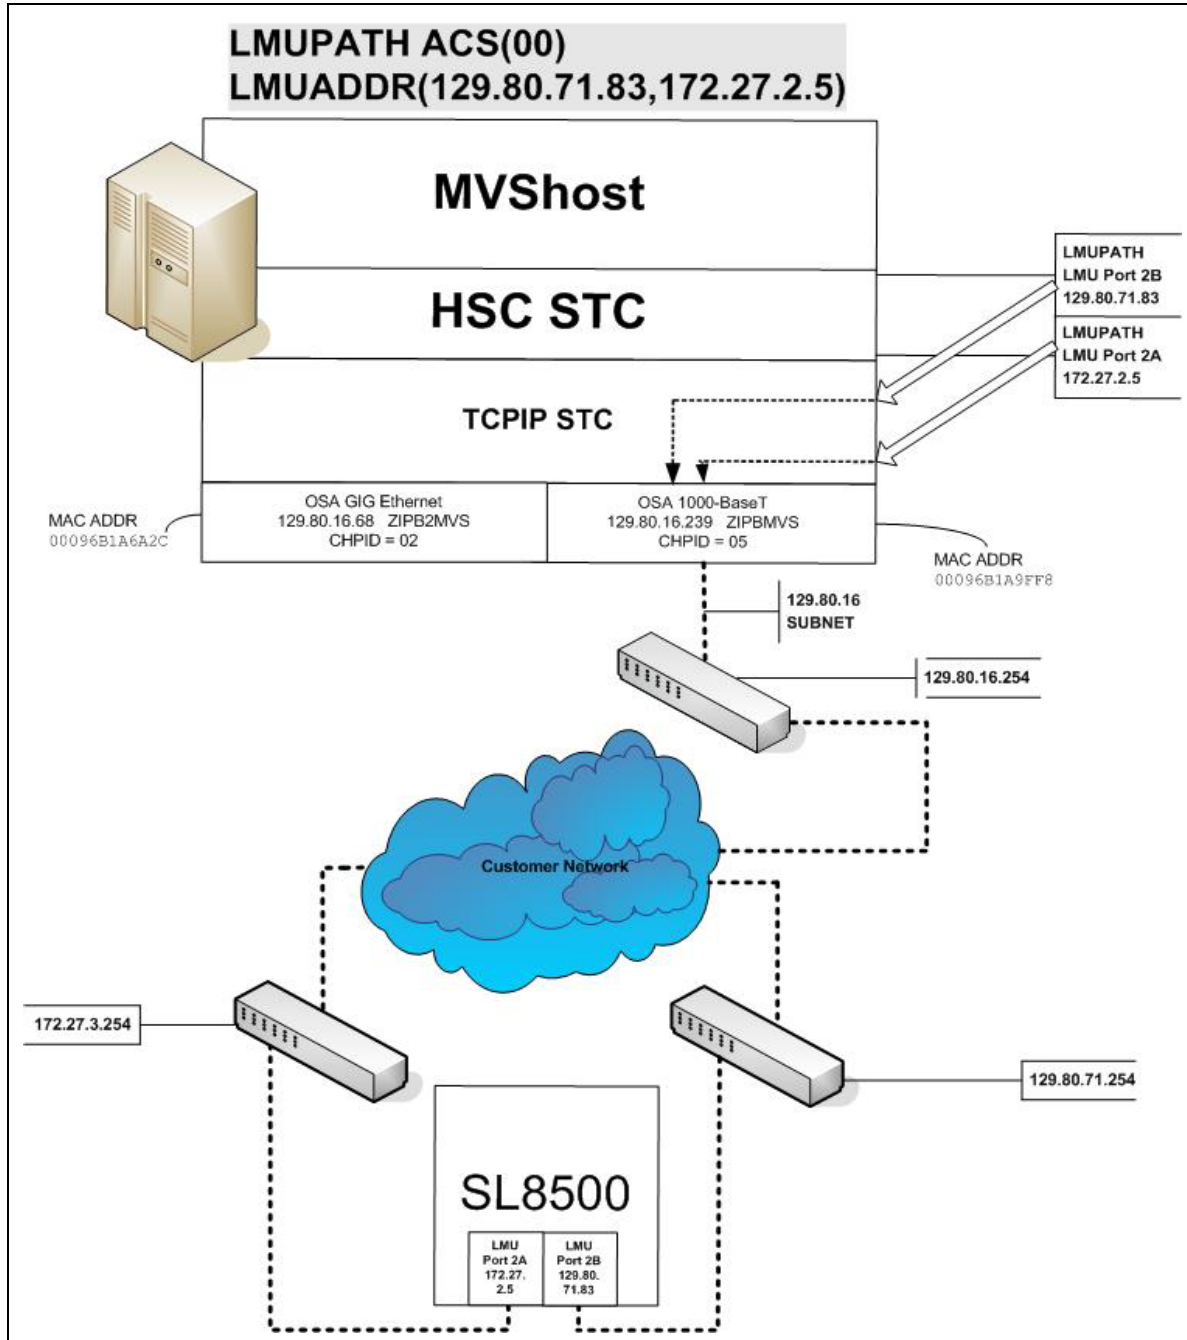 LMUPATH ACS(00)
LMUADDR(129.80.71.83,172.27.2.5)
MVShost
HSC STC
TCPIP STC
LMUPATH
LMU Port 2B
129.80.71.83
LMUPATH
LMU Port 2A
172.27.2.5
OSA GIG Ethernet
129.80.16.68 ZIPB2MVS
CHPID = 02
OSA 1000-BaseT
129.80.16.239 ZIPBMVS
CHPID = 05
MAC ADDR
00096B1A6A2C
MAC ADDR
00096B1A9FF8
129.80.16
SUBNET
129.80.16.254
Customer Network
172.27.3.254
129.80.71.254
SL8500
LMU
Port 2A
172.27.
2.5
LMU
Port 2B
129.80.
71.83